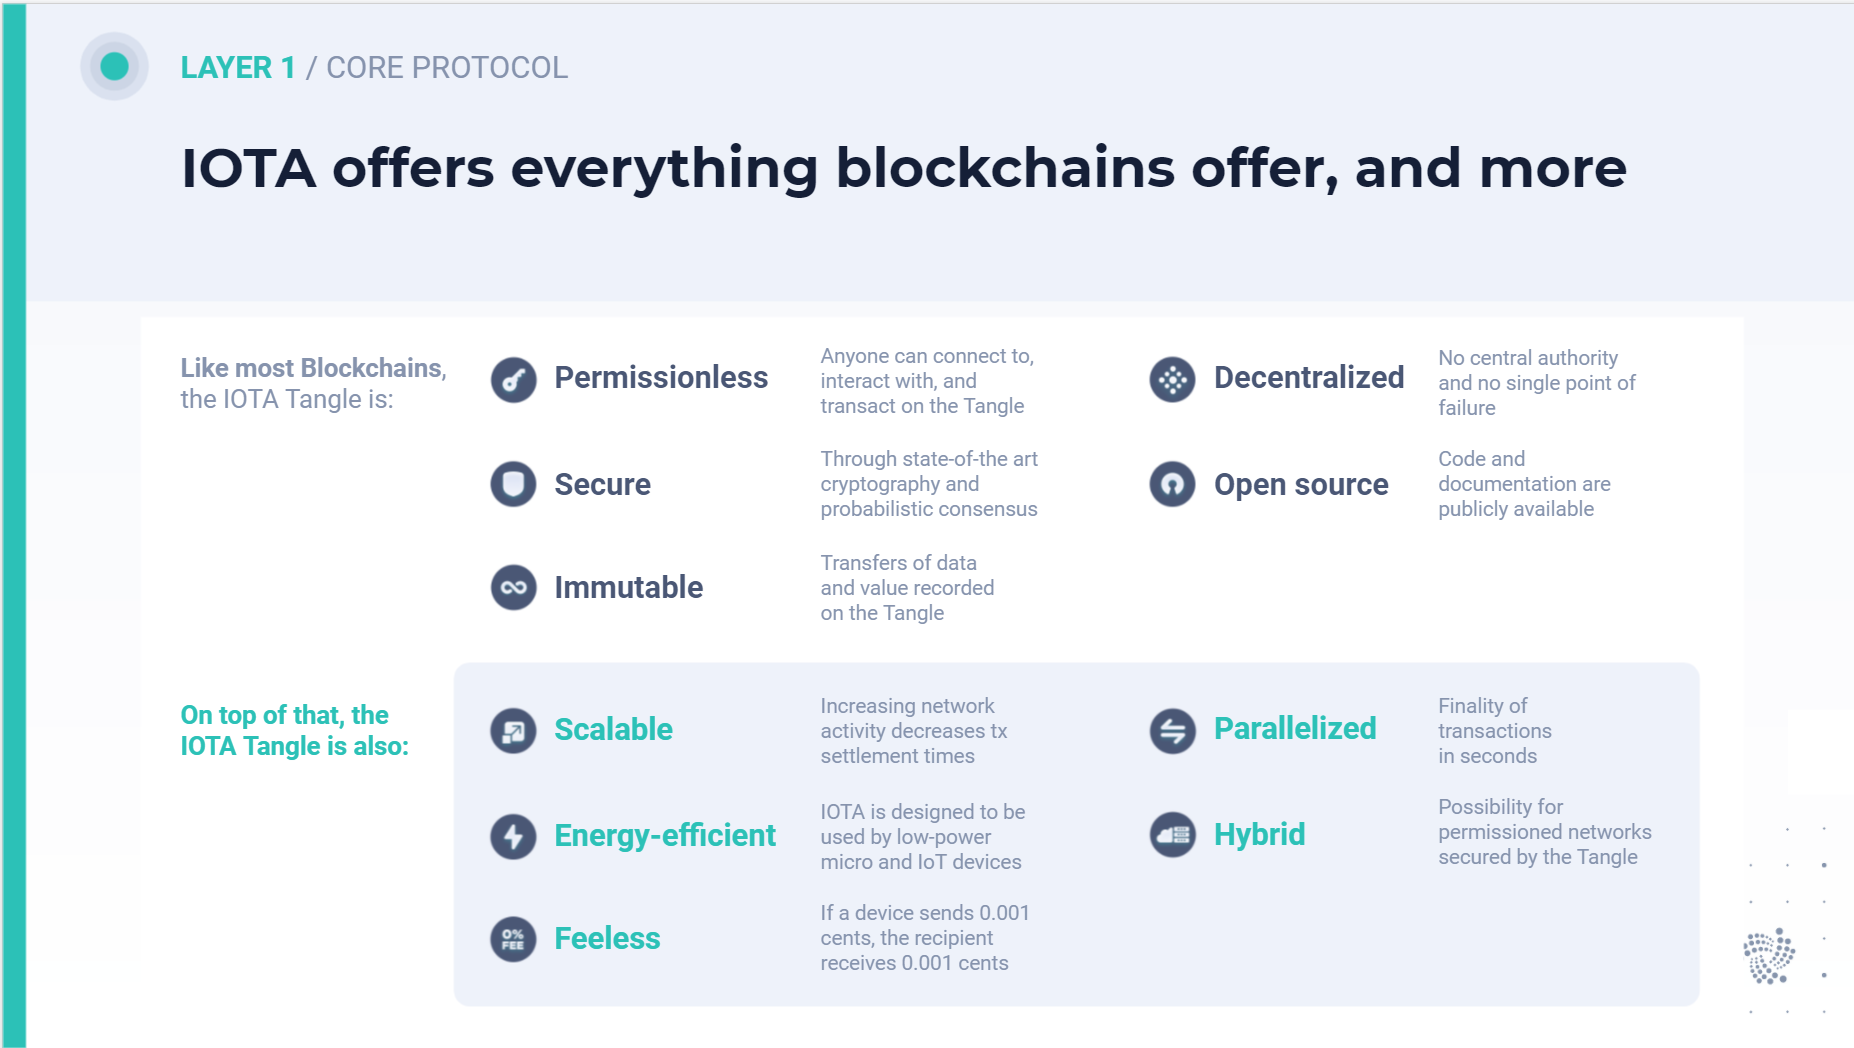 LAYER 1 / CORE PROTOCOL
IOTA offers everything blockchains offer, and more
Like most Blockchains,
the IOTA Tangle is:
Permissionless
Anyone can connect to,
interact with, and
transact on the Tangle
Decentralized
No central authority
and no single point of
failure
Secure
Through state-of-the art
cryptography and
probabilistic consensus
Open source
Code and
documentation are
publicly available
Immutable
Transfers of data
and value recorded
on the Tangle
On top of that, the
IOTA Tangle is also:
Scalable
Increasing network
activity decreases tx
settlement times
Parallelized
Finality of
transactions
in seconds
Energy-efficient
IOTA is designed to be
used by low-power
micro and IoT devices
Hybrid
Possibility for
permissioned networks
secured by the Tangle
0%
FEE
Feeless
If a device sends 0.001
cents, the recipient
receives 0.001 cents